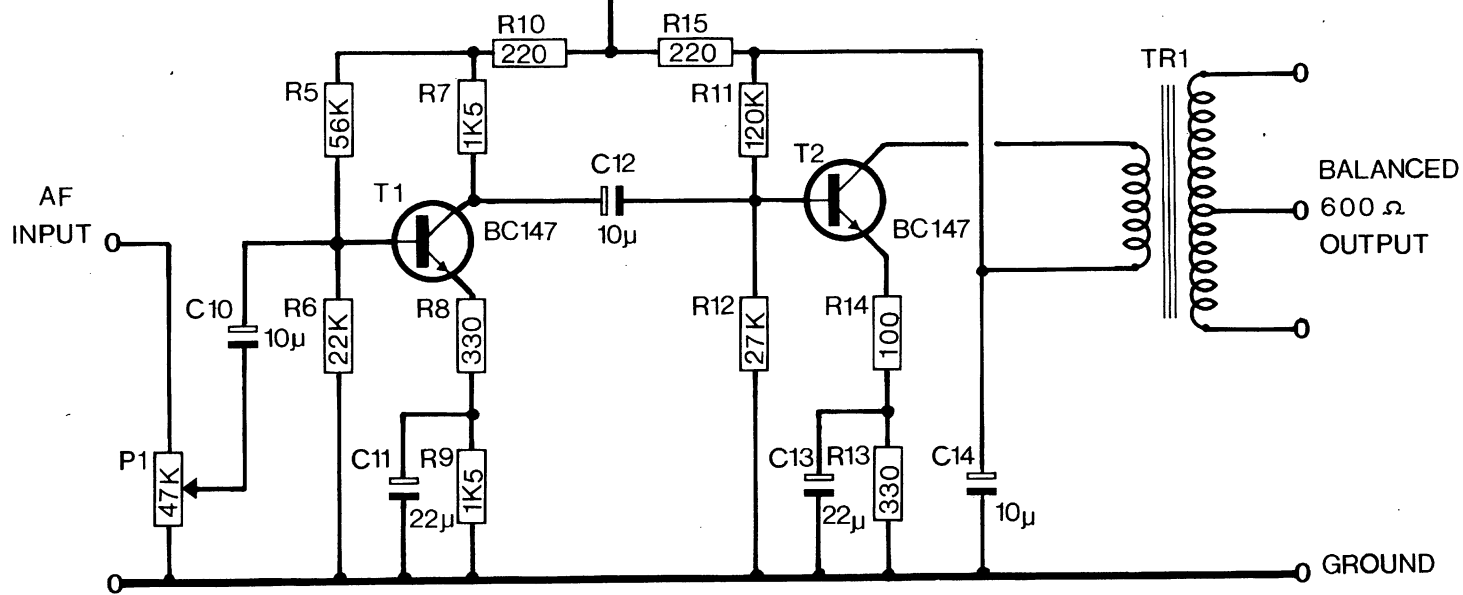 R10
220
R15
220
TR1
R5
56K
R7
1K5
R11
120K
C12
10µ
T2
BC147
T1
BC147
AF
INPUT
BALANCED
600 Ω
OUTPUT
C10
10µ
R6
22K
R8
330
R12
27K
R14
100
P1
47K
C11
22µ
R9
1K5
C13
22µ
R13
330
C14
10µ
GROUND